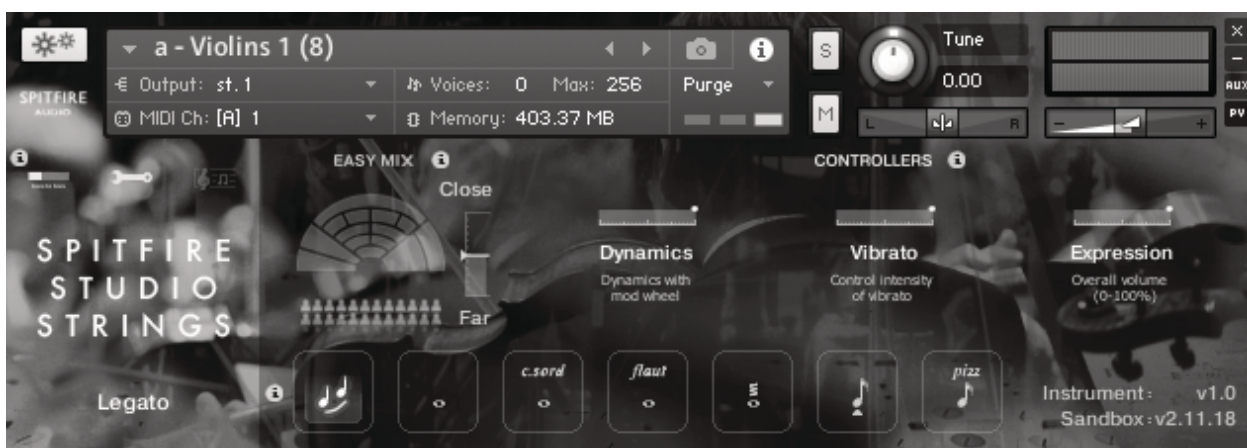 a - Violins 1 (8)
i
S
Tune
×
−
Output: st. 1
Voices: 0 Max: 256
Purge
0.00
AUX
SPITFIRE
AUDIO
MIDI Ch: [A] 1
Memory: 403.37 MB
M
L
R
−
+
PV
i
EASY MIX i
CONTROLLERS i
Close
SPITFIRE
STUDIO
STRINGS
Dynamics
Vibrato
Expression
Dynamics with
mod wheel
Control intensity
of vibrato
Overall volume
(0-100%)
Far
Legato
i
c.sord
flaut
pizz
Instrument: v1.0
Sandbox:v2.11.18